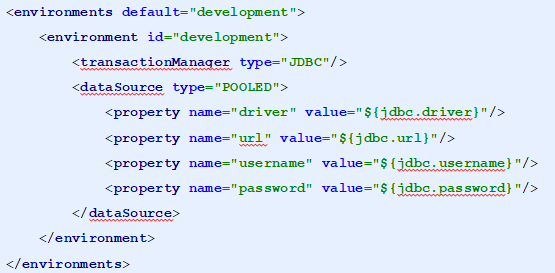 <environments default="development">
    <environment id="development">
        <transactionManager type="JDBC"/>
        <dataSource type="POOLED">
            <property name="driver" value="${jdbc.driver}"/>
            <property name="url" value="${jdbc.url}"/>
            <property name="username" value="${jdbc.username}"/>
            <property name="password" value="${jdbc.password}"/>
        </dataSource>
    </environment>
</environments>